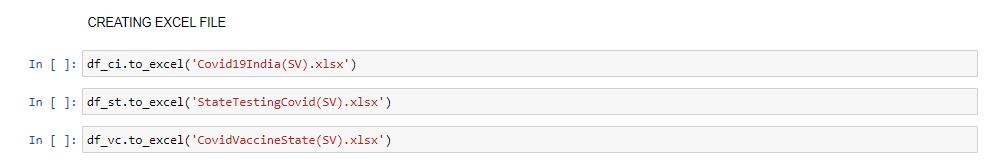 CREATING EXCEL FILE
In [ ]: df_ci.to_excel('Covid19India(SV).xlsx')
In [ ]: df_st.to_excel('StateTestingCovid(SV).xlsx')
In [ ]: df_vc.to_excel('CovidVaccineState(SV).xlsx')